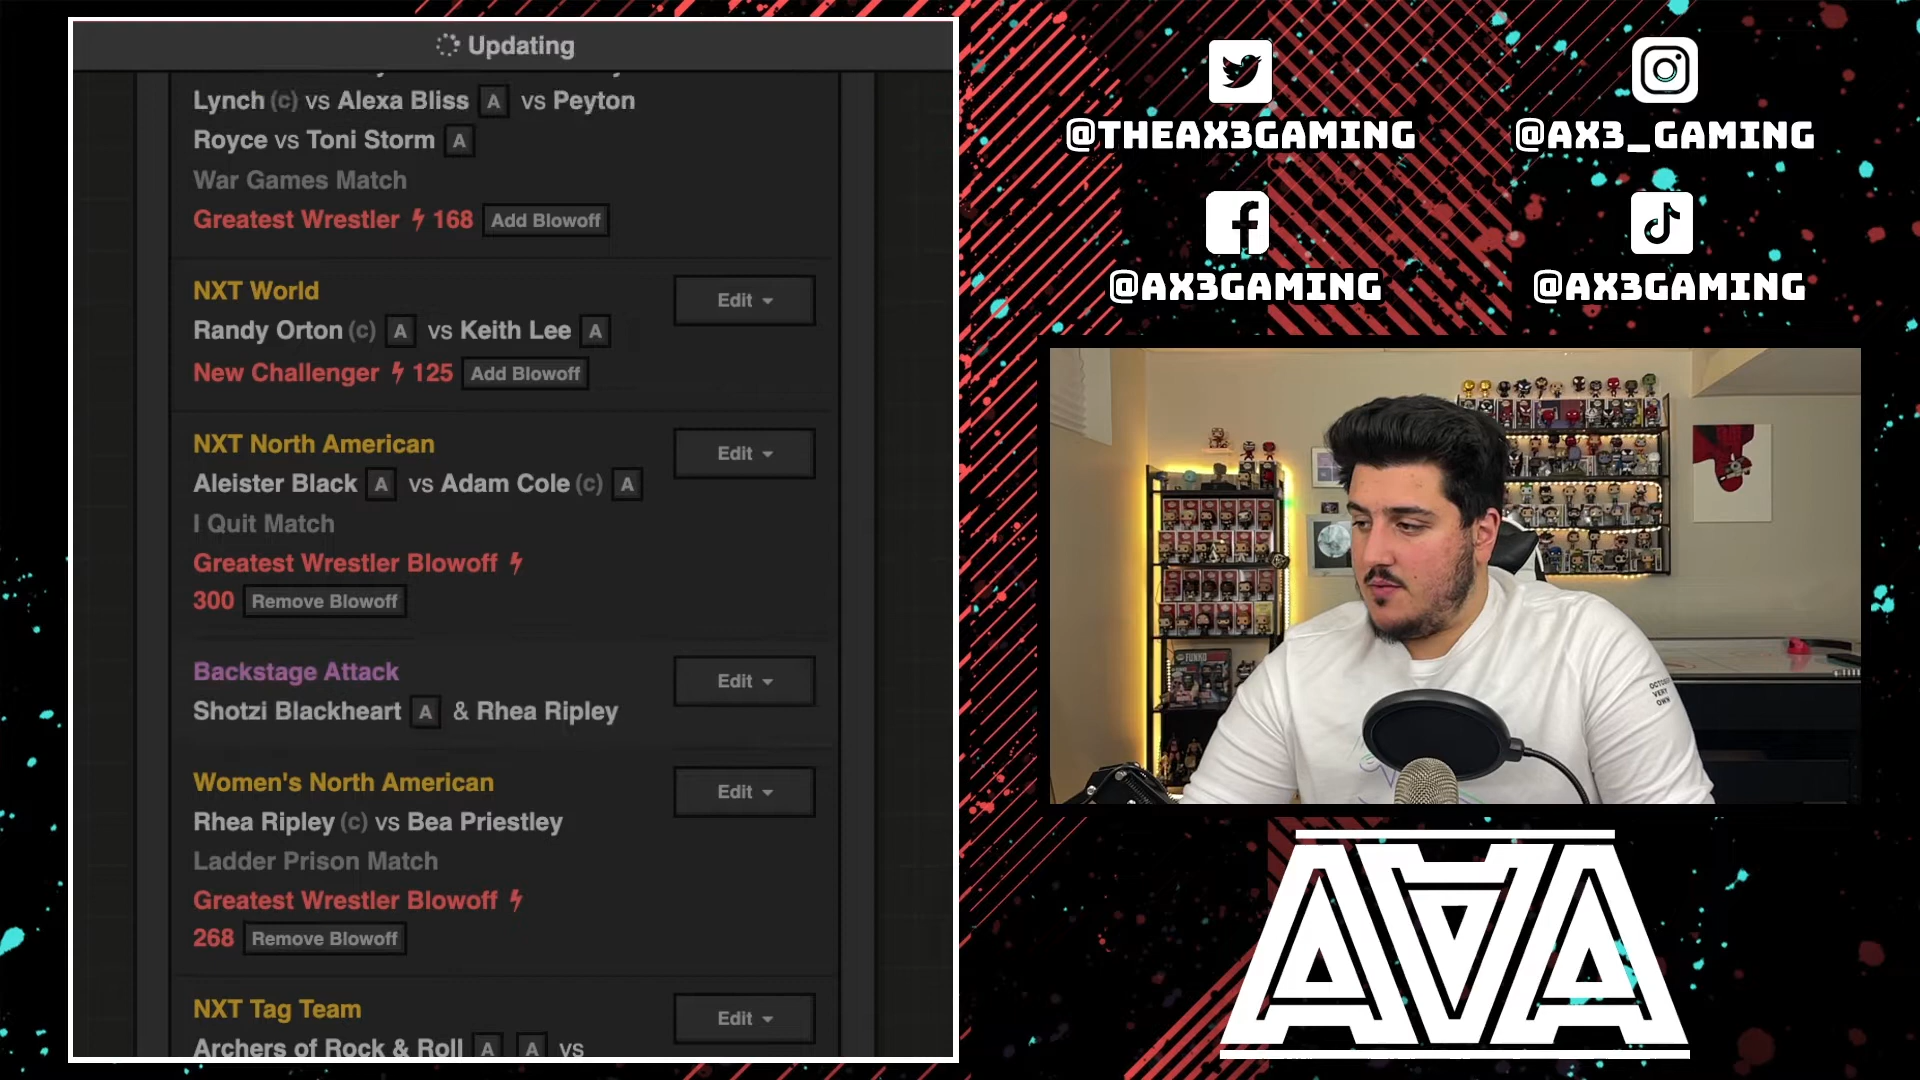 Updating
Lynch (c) vs Alexa Bliss A vs Peyton
Royce vs Toni Storm A
War Games Match
Greatest Wrestler 168 Add Blowoff
NXT World
Edit
Randy Orton (c) A vs Keith Lee A
New Challenger 125 Add Blowoff
NXT North American
Edit
Aleister Black A vs Adam Cole (c) A
I Quit Match
Greatest Wrestler Blowoff
300 Remove Blowoff
Backstage Attack
Edit
Shotzi Blackheart A & Rhea Ripley
Women's North American
Edit
Rhea Ripley (c) vs Bea Priestley
Ladder Prison Match
Greatest Wrestler Blowoff
268 Remove Blowoff
NXT Tag Team
Edit
Archers of Rock & Roll A A vs
@THEAX3GAMING
@AX3_GAMING
@AX3GAMING
@AX3GAMING
OCTOBER
VERY
OWN
FUNKO